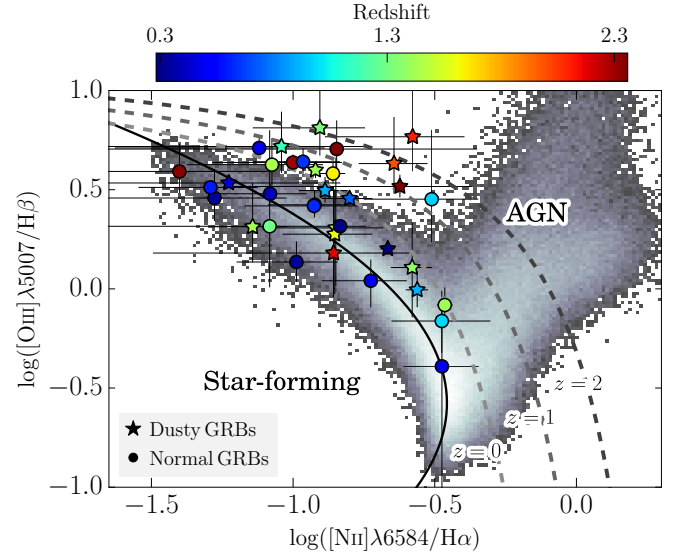 Redshift
0.3 1.3 2.3
1.0
0.5
0.0
−0.5
−1.0
log([OIII]λ5007/Hβ)
AGN
Star-forming
z = 2
z = 1
z = 0
Dusty GRBs
Normal GRBs
−1.5 −1.0 −0.5 0.0
log([NII]λ6584/Hα)